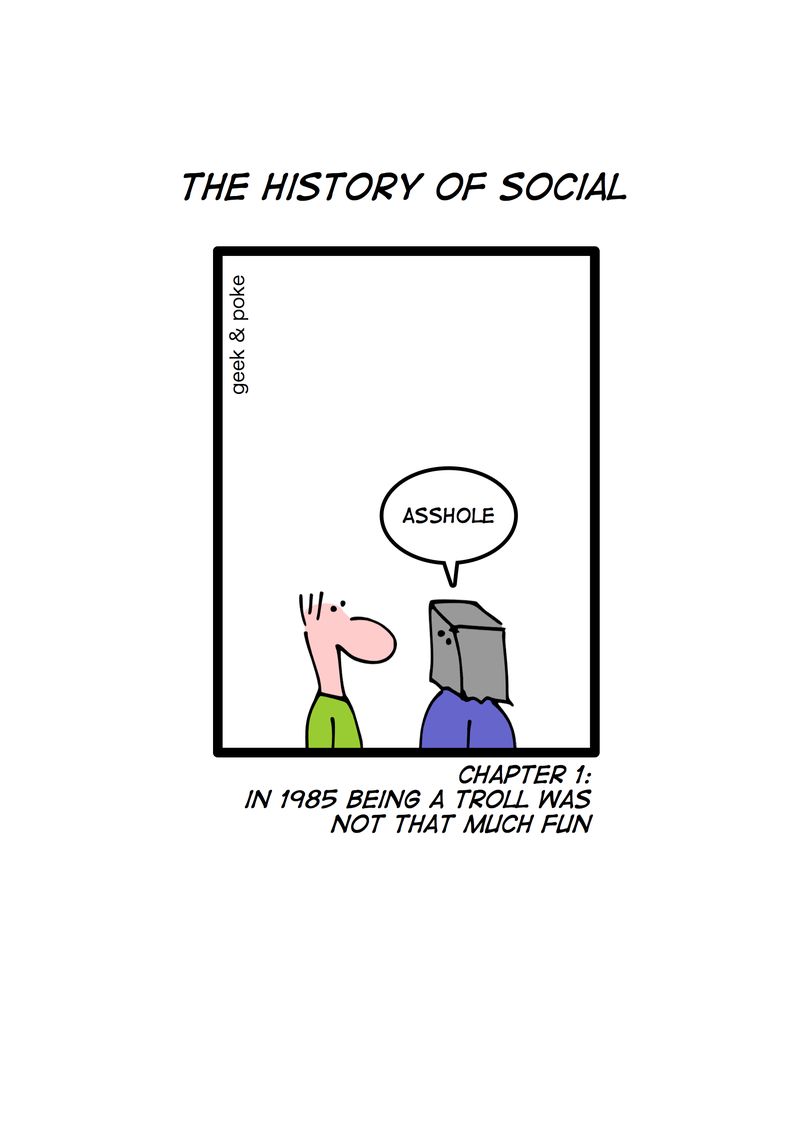 THE HISTORY OF SOCIAL
geek & poke
ASSHOLE
CHAPTER 1:
IN 1985 BEING A TROLL WAS
NOT THAT MUCH FUN